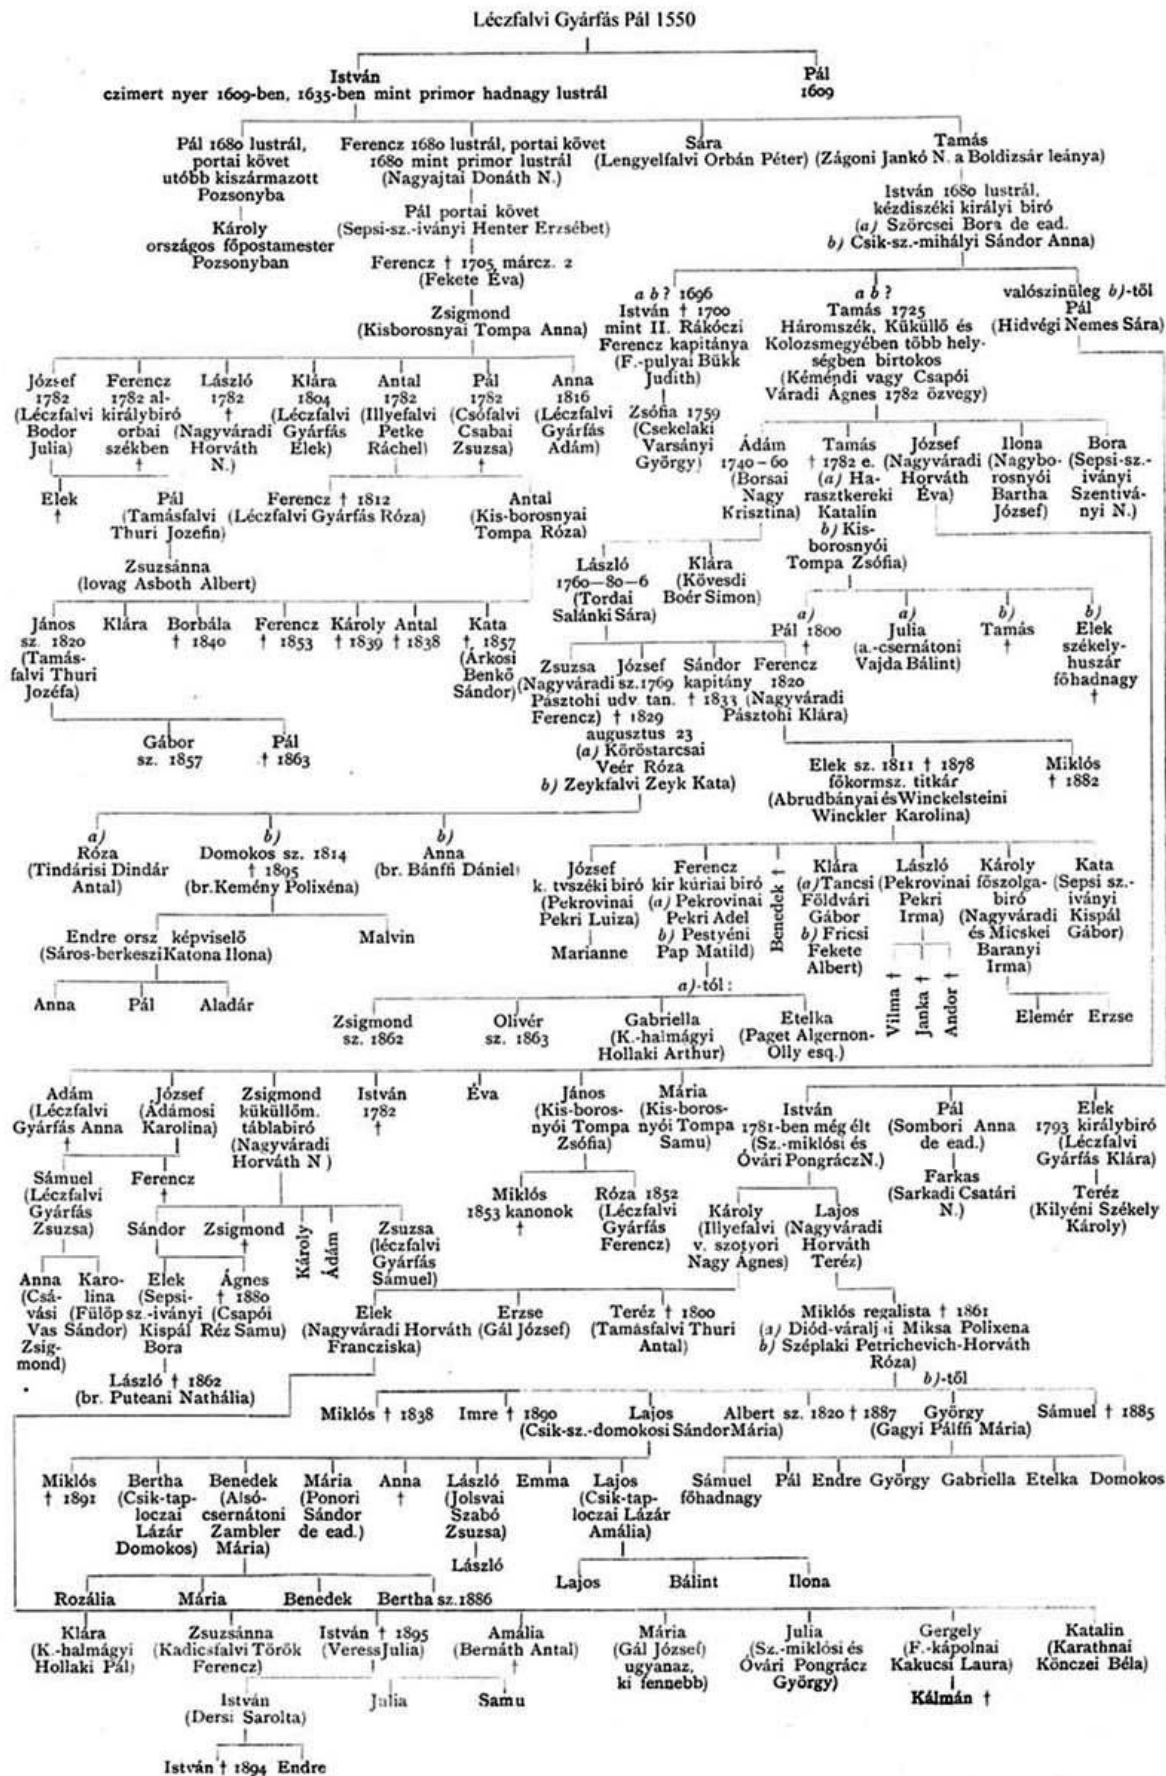 Léczfalvi Gyárfás Pál 1550
István
czimert nyer 1609-ben, 1635-ben mint primor hadnagy lustrál
Pál
1609
Pál 1680 lustrál,
portai követ
utóbb kiszármazott
Pozsonyba
Károly
országos főpostamester
Pozsonyban
Ferencz 1680 lustrál, portai követ
1680 mint primor lustrál
(Nagyajtai Donáth N.)
Pál portai követ
(Sepsi-sz.-iványi Henter Erzsébet)
Ferencz † 1705 márcz. 2
(Fekete Éva)
Zsigmond
(Kisborosnyai Tompa Anna)
Sára
(Lengyelfalvi Orbán Péter)
Tamás
(Zágoni Jankó N. a Boldizsár leánya)
István 1680 lustrál,
kézdiszéki királyi biró
(a) Szörcsei Bora de ead.
b) Csik-sz.-mihályi Sándor Anna)
a b? 1696
István † 1700
mint II. Rákóczi
Ferencz kapitánya
(F.-pulyai Bükk
Judith)
Zsófia 1759
(Csekelaki
Varsányi
György)
a b?
Tamás 1725
Háromszék, Küküllő és
Kolozsmegyében több hely-
ségben birtokos
(Kéméndi vagy Csapói
Váradi Ágnes 1782 özvegy)
valószinüleg b)-től
Pál
(Hidvégi Nemes Sára)
József
1782
(Léczfalvi
Bodor
Julia)
Ferencz
1782 al-
királybiró
orbai
székben
†
László
1782
†
(Nagyváradi
Horváth
N.)
Klára
1804
(Léczfalvi
Gyárfás
Elek)
Antal
1782
(Illyefalvi
Petke
Ráchel)
Pál
1782
(Csófalvi
Csabai
Zsuzsa)
†
Anna
1816
(Léczfalvi
Gyárfás
Adám)
Ádám
1740-60
(Borsai
Nagy
Krisztina)
Tamás
† 1782 e.
(a) Ha-
rasztkereki
Katalin
b) Kis-
borosnyói
Tompa Zsófia)
József
(Nagyváradi
Horváth
Éva)
Ilona
(Nagybo-
rosnyói
Bartha
József)
Bora
(Sepsi-sz.-
iványi
Szentivá-
nyi N.)
Elek
†
Pál
(Tamásfalvi
Thuri Jozefin)
Zsuzsánna
(lovag Asboth Albert)
Ferencz † 1812
(Léczfalvi Gyárfás Róza)
Antal
(Kis-borosnyai
Tompa Róza)
László
1760—80—6
(Tordai
Salánki Sára)
Klára
(Kövesdi
Boér Simon)
a)
Pál 1800
†
a)
Julia
(a.-csernátoni
Vajda Bálint)
b)
Tamás
†
b)
Elek
székely-
huszár
főhadnagy
†
János
sz. 1820
(Tamás-
falvi Thuri
Jozéfa)
Klára
Borbála
† 1840
Ferencz
† 1853
Károly
† 1839
Antal
† 1838
Kata
† 1857
(Árkosi
Benkő
Sándor)
Gábor
sz. 1857
Pál
† 1863
Zsuzsa
(Nagyváradi
Pásztohi
Ferencz)
József
sz. 1769
udv. tan.
† 1829
augusztus 23
(a) Köröstarcsai
Veér Róza
b) Zeykfalvi Zeyk Kata)
Sándor
kapitány
† 1833
Ferencz
1820
(Nagyváradi
Pásztohi Klára)
Elek sz. 1811 † 1878
főkormsz. titkár
(Abrudbányai és Winckelsteini
Winckler Karolina)
Miklós
† 1882
a)
Róza
(Tindárisi Dindár
Antal)
b)
Domokos sz. 1814
† 1895
(br. Kemény Polixéna)
b)
Anna
(br. Bánffi Dániel)
Endre orsz képviselő
(Sáros-berkeszi Katona Ilona)
Malvin
Anna
Pál
Aladár
József
k. tvszéki biró
(Pekrovinai
Pekri Luiza)
Marianne
Ferencz
kir kúriai biró
(a) Pekrovinai
Pekri Adel
b) Pestyéni
Pap Matild)
a)-tól:
Benedek †
Klára
(a) Tancsi
Földvári
Gábor
b) Fricsi
Fekete
Albert)
László
(Pekrovinai
Pekri
Irma)
Károly
főszolga-
biró
(Nagyváradi
és Micskei
Baranyi
Irma)
Kata
(Sepsi sz.-
iványi
Kispál
Gábor)
Vilma †
Janka †
Andor †
Elemér
Erzse
Zsigmond
sz. 1862
Olivér
sz. 1863
Gabriella
(K.-halmágyi
Hollaki Arthur)
Etelka
(Paget Algernon-
Olly esq.)
Adám
(Léczfalvi
Gyárfás Anna
†
József
(Ádámosi
Karolina)
Zsigmond
küküllőm.
táblabiró
(Nagyváradi
Horváth N)
István
1782
†
Éva
János
(Kis-boros-
nyói Tompa
Zsófia)
Mária
(Kis-boros-
nyói Tompa
Samu)
István
1781-ben még élt
(Sz.-miklósi és
Óvári Pongrácz N.)
Pál
(Sombori Anna
de ead.)
Farkas
(Sarkadi Csatári
N.)
Elek
1793 királybiró
(Léczfalvi
Gyárfás Klára)
Teréz
(Kilyéni Székely
Károly)
Sámuel
(Léczfalvi
Gyárfás
Zsuzsa)
Ferencz
†
Sándor
Zsigmond
†
Károly
Ádám
Zsuzsa
(léczfalvi
Gyárfás
Sámuel)
Miklós
1853 kanonok
†
Róza 1852
(Léczfalvi
Gyárfás
Ferencz)
Károly
(Illyefalvi
v. szotyori
Nagy Ágnes)
Lajos
(Nagyváradi
Horváth
Teréz)
Anna
(Csá-
vási
Vas Sándor)
Zsig-
mond)
Karo-
lina
(Fülöp
Elek
(Sepsi-
sz.-iványi
Kispál
Bora
Ágnes
† 1880
(Csapói
Réz Samu)
László † 1862
(br. Puteani Nathália)
Elek
(Nagyváradi Horváth
Francziska)
Erzse
(Gál József)
Teréz † 1800
(Tamásfalvi Thuri
Antal)
Miklós regalista † 1861
(a) Diód-váralji Miksa Polixena
b) Széplaki Petrichevich-Horváth
Róza)
b)-től
Miklós † 1838
Imre † 1890
Lajos
(Csik-sz.-domokosi Sándor Mária)
Albert sz. 1820 † 1887
György
(Gagyi Pálffi Mária)
Sámuel † 1885
Miklós
† 1891
Bertha
(Csik-tap-
loczai
Lázár
Domokos)
Benedek
(Alsó-
csernátoni
Zambler
Mária)
Mária
(Ponori
Sándor
de ead.)
Anna
†
László
(Jolsvai
Szabó
Zsuzsa)
László
Emma
Lajos
(Csik-tap-
loczai Lázár
Amália)
Sámuel
főhadnagy
Pál
Endre
György
Gabriella
Etelka
Domokos
Lajos
Bálint
Ilona
Rozália
Mária
Benedek
Bertha sz. 1886
Klára
(K.-halmágyi
Hollaki Pál)
Zsuzsánna
(Kadicsfalvi Török
Ferencz)
István † 1895
(Veress Julia)
Amália
(Bernáth Antal)
†
Mária
(Gál József)
ugyanaz,
ki fennebb)
Julia
(Sz.-miklósi és
Óvári Pongrácz
György)
Gergely
(F.-kápolnai
Kakucsi Laura)
Kálmán †
Katalin
(Karathnai
Könczei Béla)
István
(Dersi Sarolta)
Julia
Samu
István † 1894
Endre